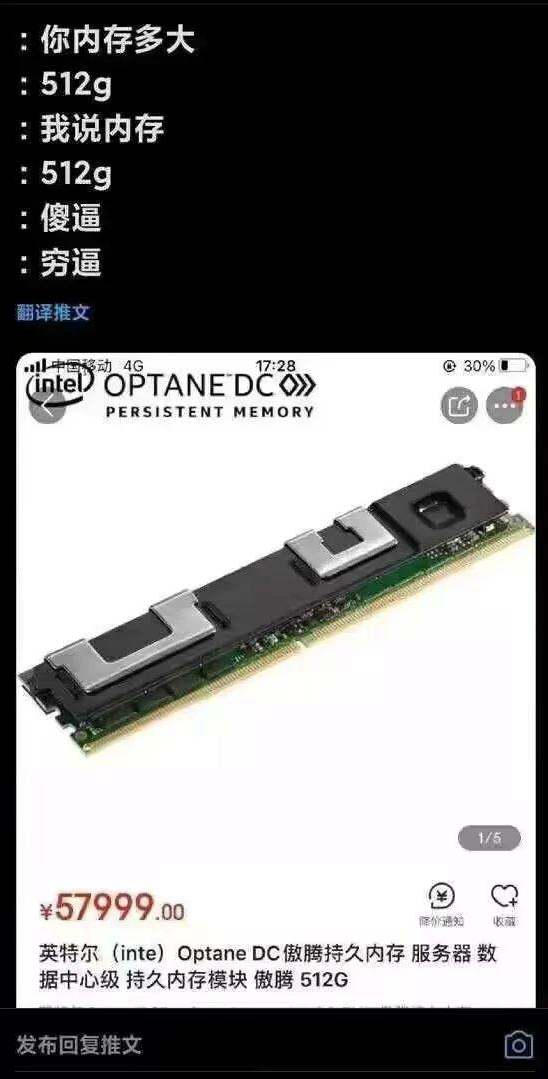 ：你内存多大
：512g
：我说内存
：512g
：傻逼
：穷逼
翻译推文
中国移动 4G 17:28 30%
intel OPTANE™ DC
PERSISTENT MEMORY
1
1/5
¥57999.00
降价通知 收藏
英特尔（inte）Optane DC傲腾持久内存 服务器 数
据中心级 持久内存模块 傲腾 512G
发布回复推文